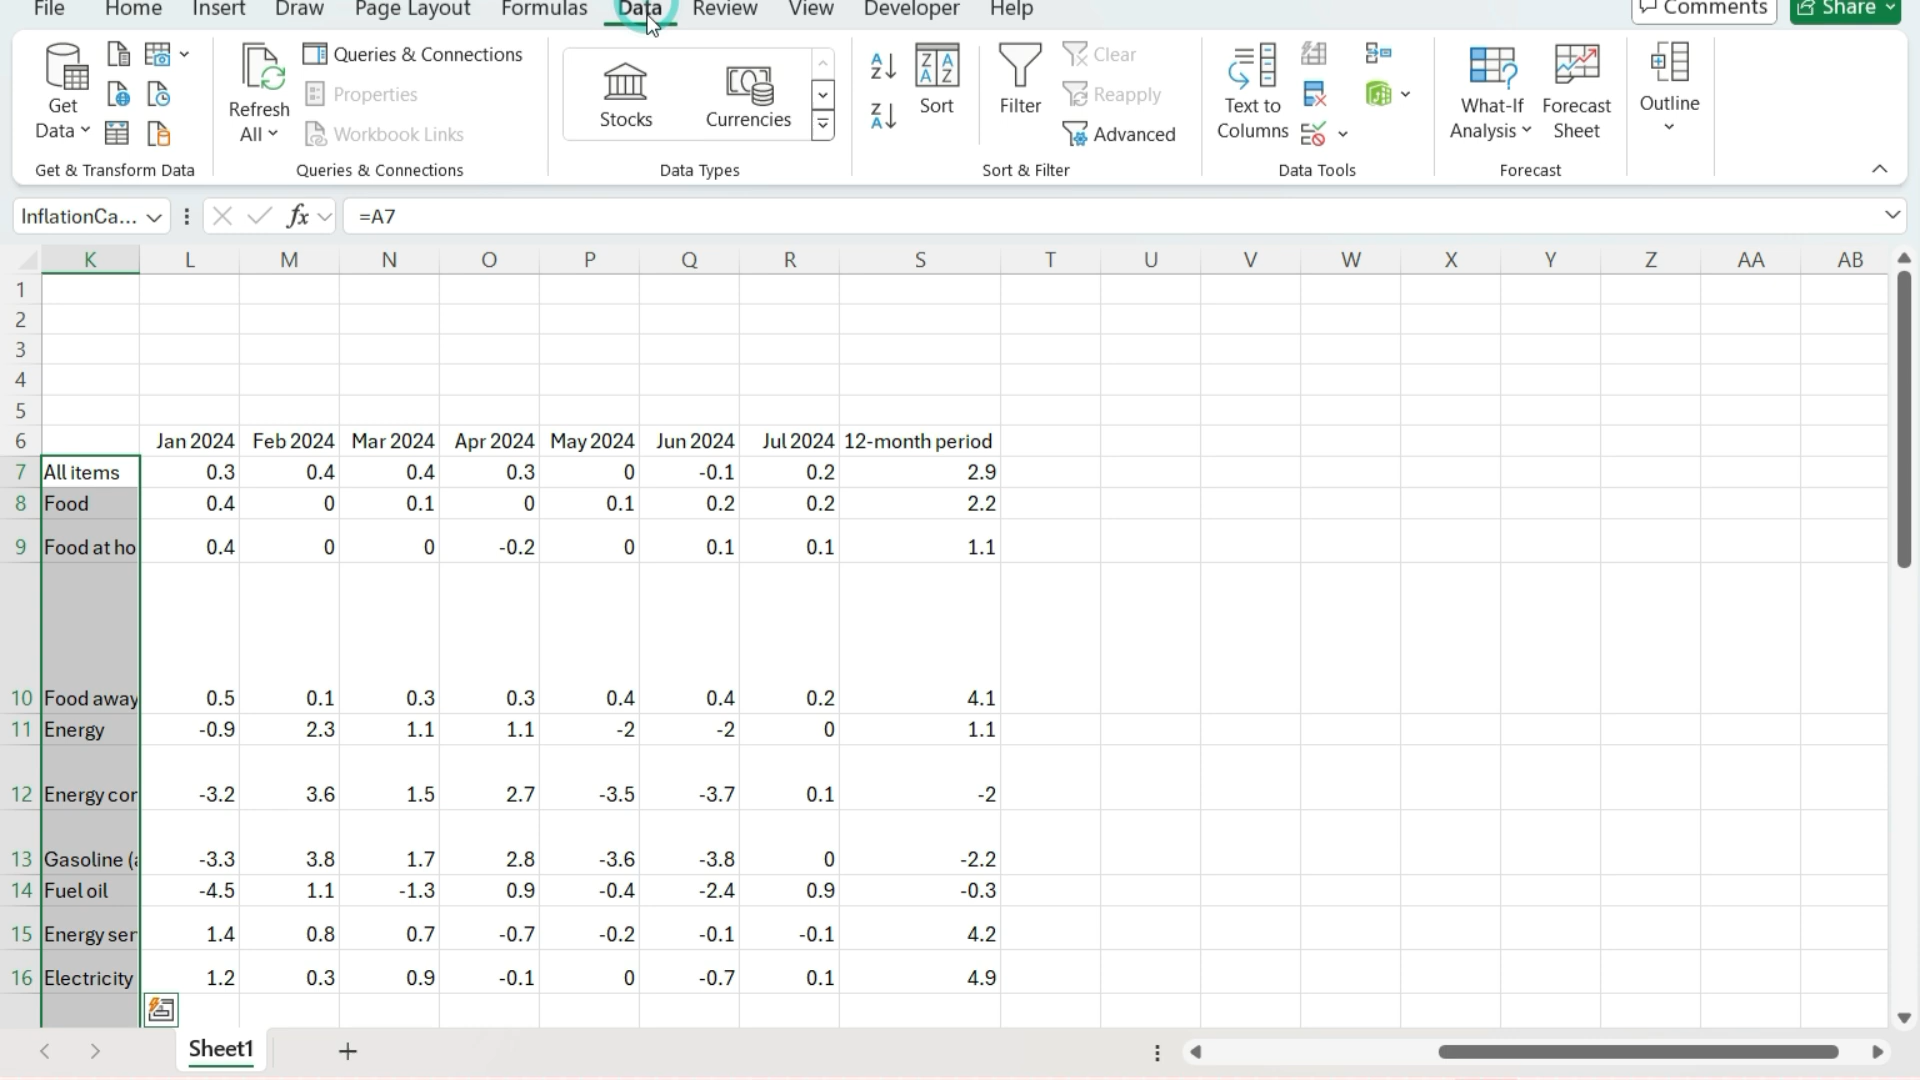 File Home Insert Draw Page Layout Formulas Data Review View Developer Help Comments Share
Get Data
Refresh All
Queries & Connections
Properties
Workbook Links
Stocks
Currencies
Sort
Filter
Clear
Reapply
Advanced
Text to Columns
What-If Analysis
Forecast Sheet
Outline
Get & Transform Data Queries & Connections Data Types Sort & Filter Data Tools Forecast
InflationCa... fx =A7
K L M N O P Q R S T U V W X Y Z AA AB
1
2
3
4
5
6 Jan 2024 Feb 2024 Mar 2024 Apr 2024 May 2024 Jun 2024 Jul 2024 12-month period
7 All items 0.3 0.4 0.4 0.3 0 -0.1 0.2 2.9
8 Food 0.4 0 0.1 0 0.1 0.2 0.2 2.2
9 Food at ho 0.4 0 0 -0.2 0 0.1 0.1 1.1
10 Food away 0.5 0.1 0.3 0.3 0.4 0.4 0.2 4.1
11 Energy -0.9 2.3 1.1 1.1 -2 -2 0 1.1
12 Energy cor -3.2 3.6 1.5 2.7 -3.5 -3.7 0.1 -2
13 Gasoline (a -3.3 3.8 1.7 2.8 -3.6 -3.8 0 -2.2
14 Fuel oil -4.5 1.1 -1.3 0.9 -0.4 -2.4 0.9 -0.3
15 Energy ser 1.4 0.8 0.7 -0.7 -0.2 -0.1 -0.1 4.2
16 Electricity 1.2 0.3 0.9 -0.1 0 -0.7 0.1 4.9
Sheet1